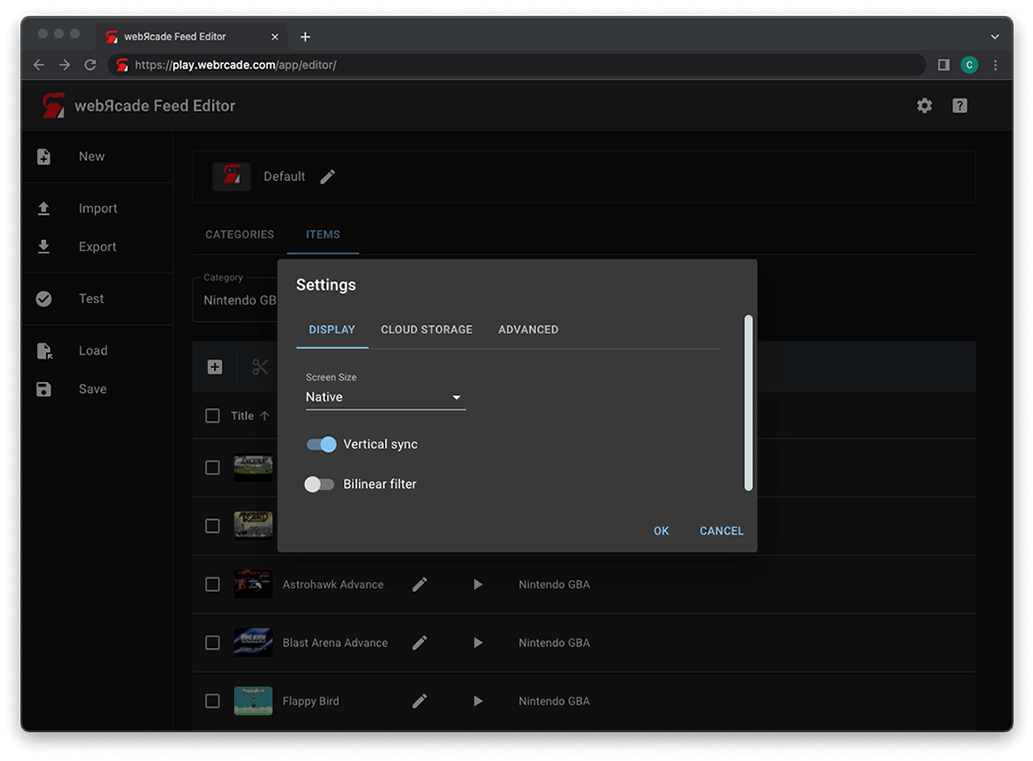 webЯcade Feed Editor
https://play.webrcade.com/app/editor/
C
webЯcade Feed Editor
New
Import
Export
Test
Load
Save
Default
CATEGORIES ITEMS
Category
Nintendo GB
Title
Settings
DISPLAY CLOUD STORAGE ADVANCED
Screen Size
Native
Vertical sync
Bilinear filter
OK CANCEL
Astrohawk Advance Nintendo GBA
Blast Arena Advance Nintendo GBA
Flappy Bird Nintendo GBA